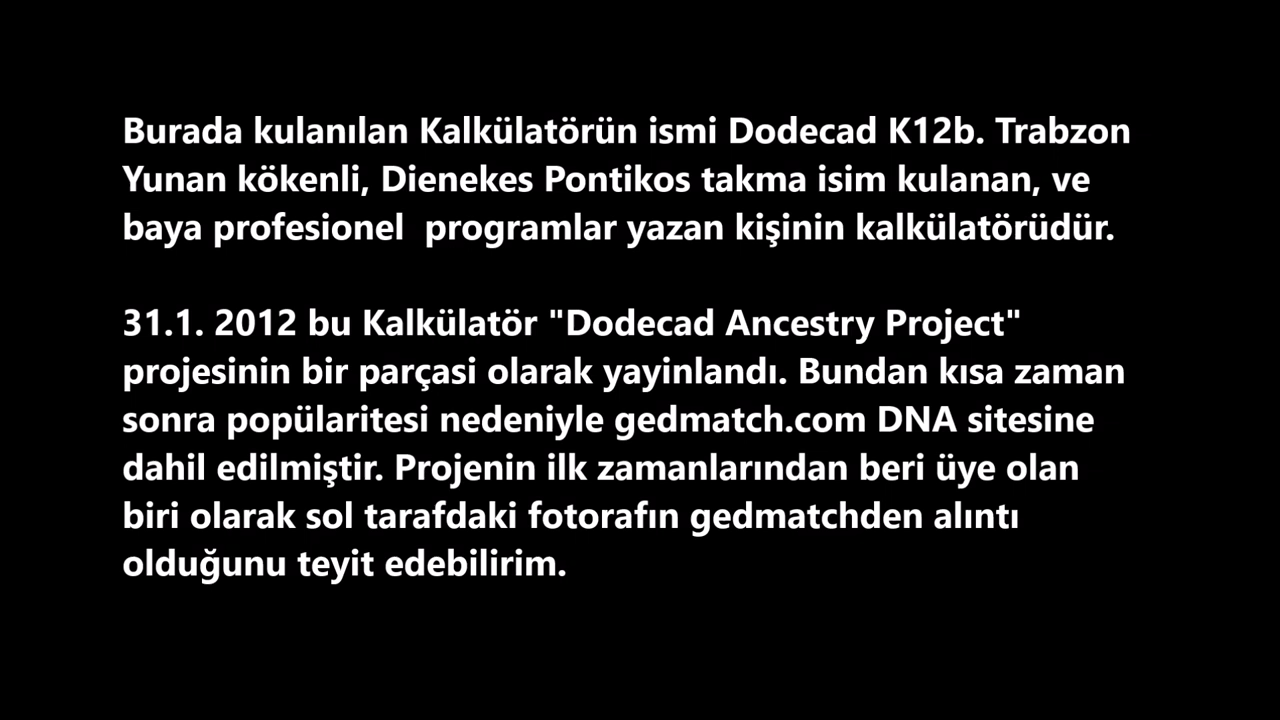 Burada kulanılan Kalkülatörün ismi Dodecad K12b. Trabzon
Yunan kökenli, Dienekes Pontikos takma isim kulanan, ve
baya profesionel  programlar yazan kişinin kalkülatörüdür.
31.1. 2012 bu Kalkülatör "Dodecad Ancestry Project"
projesinin bir parçasi olarak yayinlandı. Bundan kısa zaman
sonra popülaritesi nedeniyle gedmatch.com DNA sitesine
dahil edilmiştir. Projenin ilk zamanlarından beri üye olan
biri olarak sol tarafdaki fotorafın gedmatchden alıntı
olduğunu teyit edebilirim.